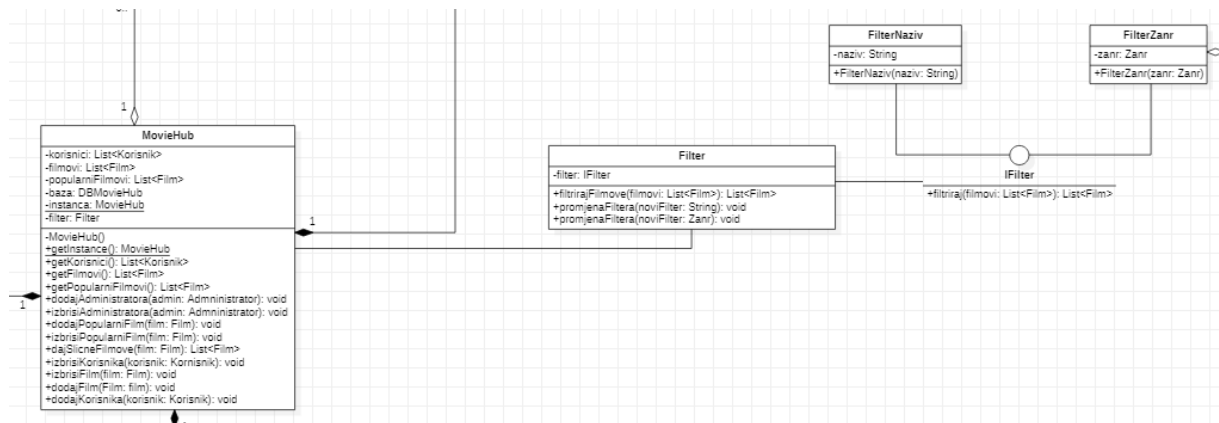 0..
1
MovieHub
-korisnici: List<Korisnik>
-filmovi: List<Film>
-popularniFilmovi: List<Film>
-baza: DBMovieHub
-instanca: MovieHub
-filter: Filter
-MovieHub()
+getInstance(): MovieHub
+getKorisnici(): List<Korisnik>
+getFilmovi(): List<Film>
+getPopularniFilmovi(): List<Film>
+dodajAdministratora(admin: Admninistrator): void
+izbrisiAdministratora(admin: Admninistrator): void
+dodajPopularniFilm(film: Film): void
+izbrisiPopularniFilm(film: Film): void
+dajSlicneFilmove(film: Film): List<Film>
+izbrisiKorisnika(korisnik: Kornisnik): void
+izbrisiFilm(film: Film): void
+dodajFilm(Film: film): void
+dodajKorisnika(korisnik: Korisnik): void
1
1
Filter
-filter: IFilter
+filtrirajFilmove(filmovi: List<Film>): List<Film>
+promjenaFiltera(noviFilter: String): void
+promjenaFiltera(noviFilter: Zanr): void
FilterNaziv
-naziv: String
+FilterNaziv(naziv: String)
FilterZanr
-zanr: Zanr
+FilterZanr(zanr: Zanr)
IFilter
+filtriraj(filmovi: List<Film>): List<Film>